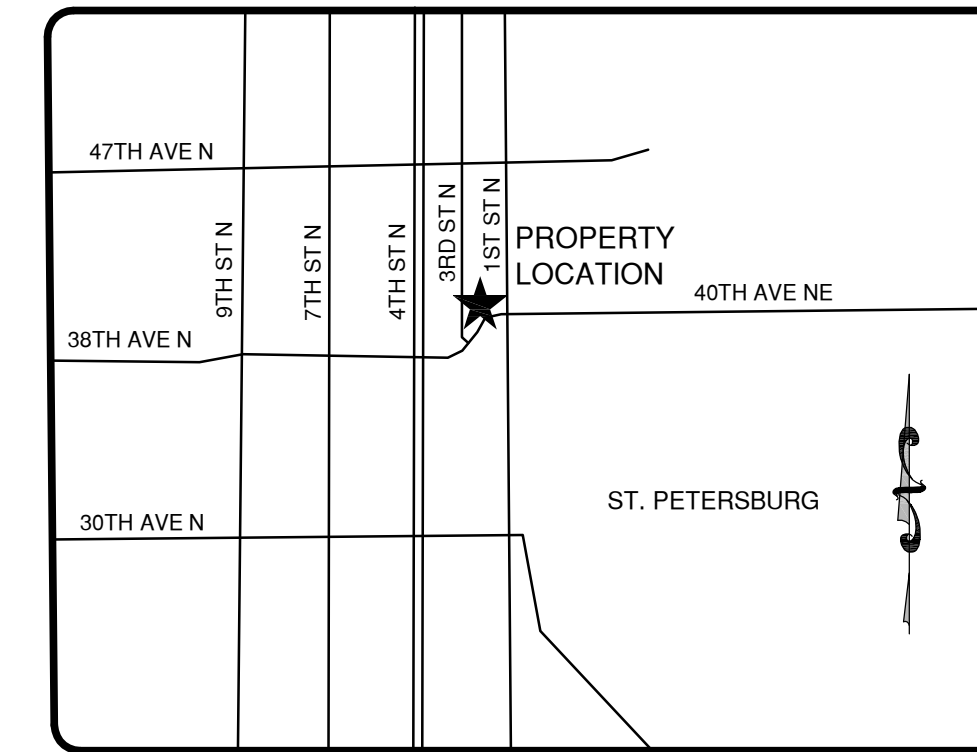 47TH AVE N
9TH ST N
7TH ST N
4TH ST N
3RD ST N
1ST ST N
PROPERTY
LOCATION
40TH AVE NE
38TH AVE N
ST. PETERSBURG
30TH AVE N